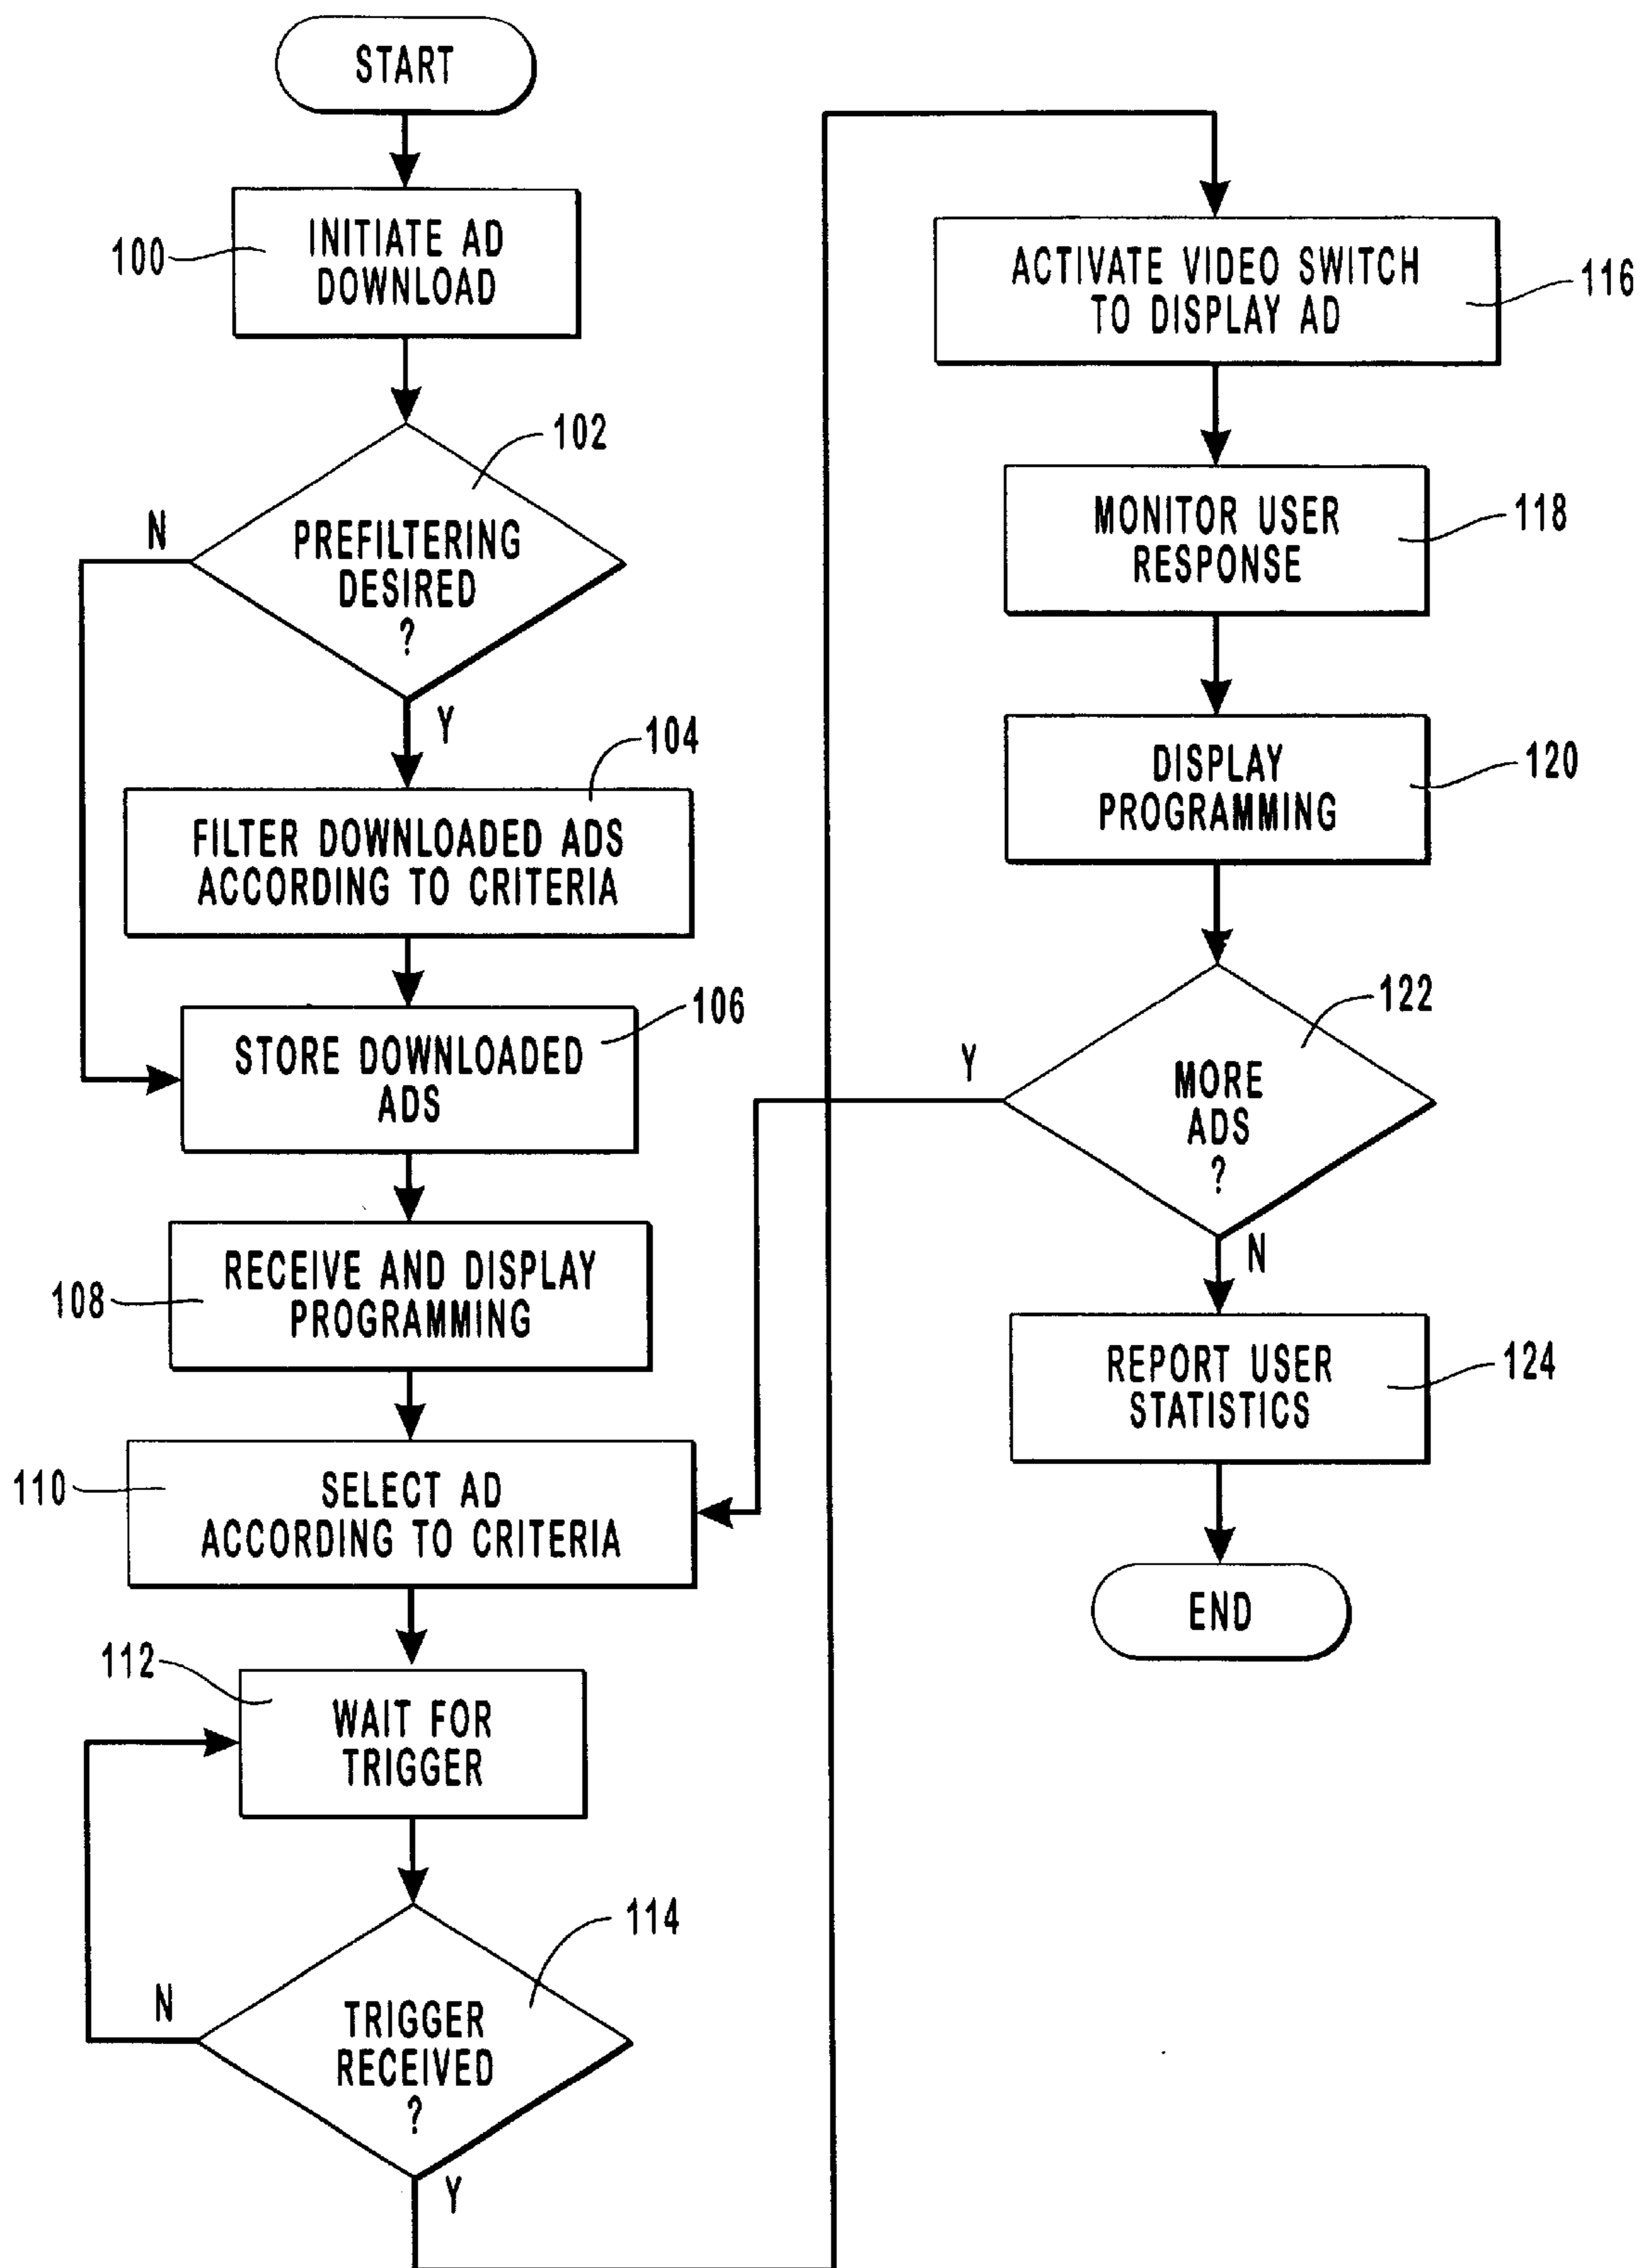 START
100
INITIATE AD
DOWNLOAD
102
N
PREFILTERING
DESIRED
?
Y
104
FILTER DOWNLOADED ADS
ACCORDING TO CRITERIA
106
STORE DOWNLOADED
ADS
108
RECEIVE AND DISPLAY
PROGRAMMING
110
SELECT AD
ACCORDING TO CRITERIA
112
WAIT FOR
TRIGGER
114
N
TRIGGER
RECEIVED
?
Y
ACTIVATE VIDEO SWITCH
TO DISPLAY AD
116
MONITOR USER
RESPONSE
118
DISPLAY
PROGRAMMING
120
122
Y
MORE
ADS
?
N
REPORT USER
STATISTICS
124
END